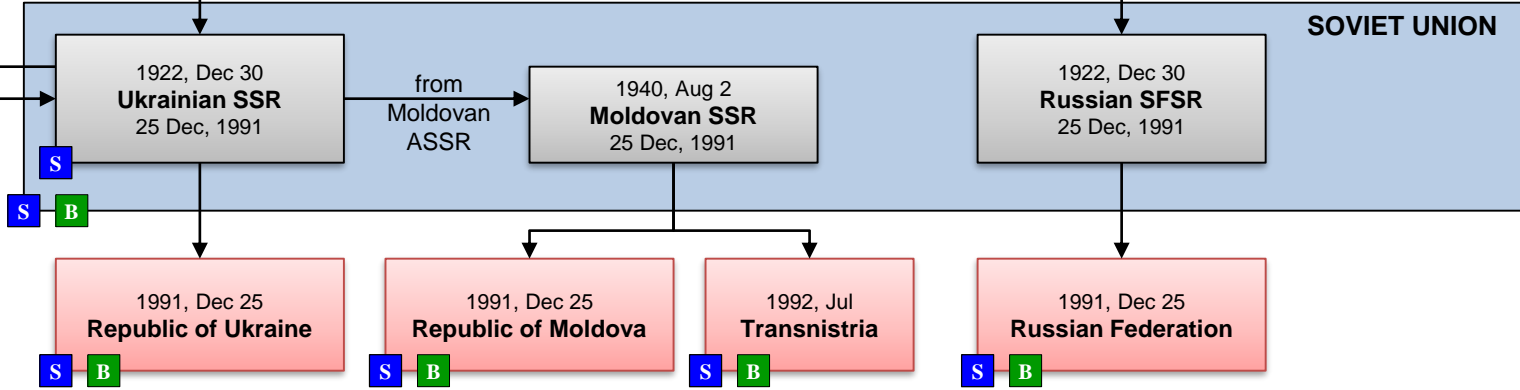 SOVIET UNION
1922, Dec 30
Ukrainian SSR
25 Dec, 1991
from
Moldovan
ASSR
1940, Aug 2
Moldovan SSR
25 Dec, 1991
1922, Dec 30
Russian SFSR
25 Dec, 1991
S
S B
1991, Dec 25
Republic of Ukraine
S B
1991, Dec 25
Republic of Moldova
S B
1992, Jul
Transnistria
S B
1991, Dec 25
Russian Federation
S B